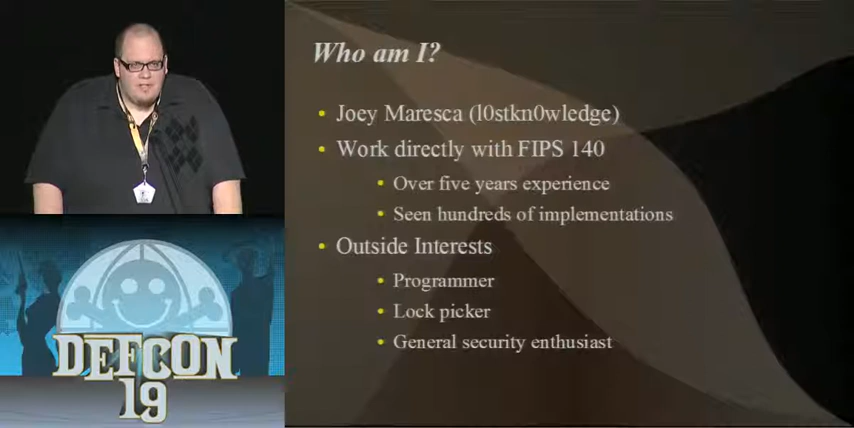 Who am I?
Joey Maresca (l0stkn0wledge)
Work directly with FIPS 140
Over five years experience
Seen hundreds of implementations
Outside Interests
Programmer
Lock picker
General security enthusiast
DEFCON
19